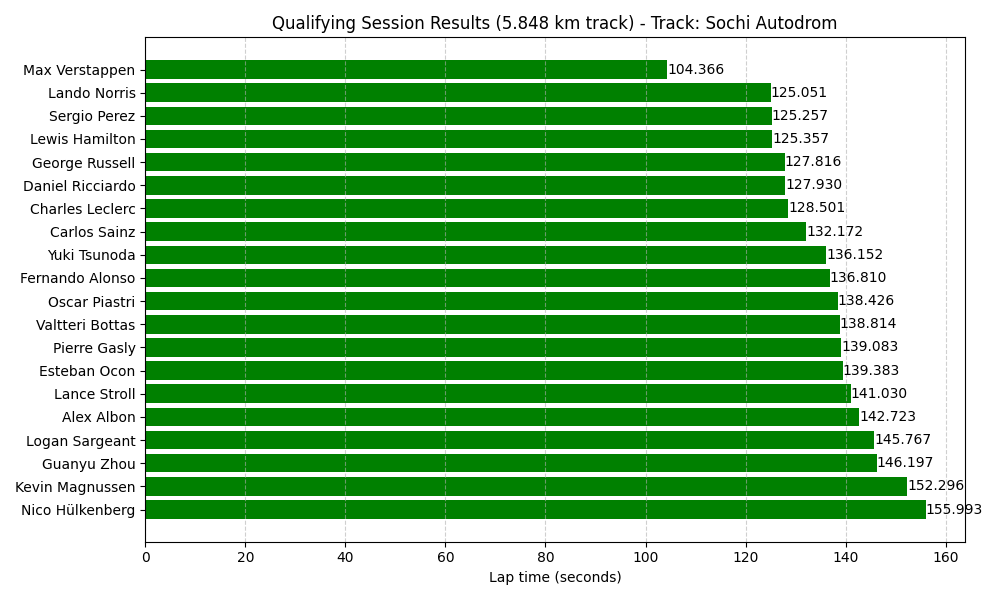 Qualifying Session Results (5.848 km track) - Track: Sochi Autodrom
Max Verstappen 104.366
Lando Norris 125.051
Sergio Perez 125.257
Lewis Hamilton 125.357
George Russell 127.816
Daniel Ricciardo 127.930
Charles Leclerc 128.501
Carlos Sainz 132.172
Yuki Tsunoda 136.152
Fernando Alonso 136.810
Oscar Piastri 138.426
Valtteri Bottas 138.814
Pierre Gasly 139.083
Esteban Ocon 139.383
Lance Stroll 141.030
Alex Albon 142.723
Logan Sargeant 145.767
Guanyu Zhou 146.197
Kevin Magnussen 152.296
Nico Hülkenberg 155.993
0 20 40 60 80 100 120 140 160
Lap time (seconds)